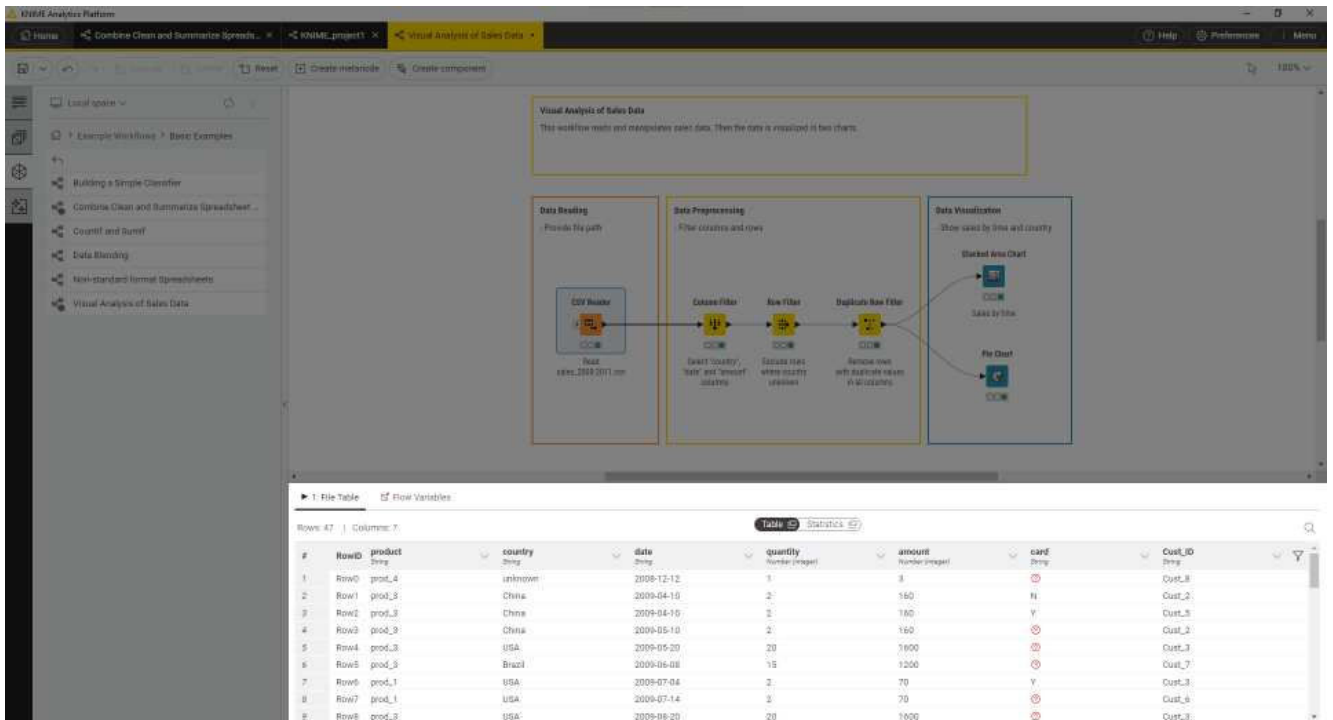 KNIME Analytics Platform
Home
Combine Clean and Summarize Spreads...
KNIME_project1
Visual Analysis of Sales Data
Help
Preferences
Menu
Reset
Create metanode
Create component
100%
Local space
Example Workflows > Basic Examples
Building a Simple Classifier
Combine Clean and Summarize Spreadsheet ...
Countif and Sumif
Data Blending
Non-standard format Spreadsheets
Visual Analysis of Sales Data
Visual Analysis of Sales Data
This workflow reads and manipulates sales data. Then the data is visualized in two charts.
Data Reading
Provide file path
CSV Reader
Read
sales_2008-2011.csv
Data Preprocessing
Filter columns and rows
Column Filter
Select "country",
"date" and "amount"
columns
Row Filter
Exclude rows
where country
unknown
Duplicate Row Filter
Remove rows
with duplicate values
in all columns
Data Visualization
Show sales by time and country
Stacked Area Chart
Sales by time
Pie Chart
1: File Table
Flow Variables
Rows: 47 | Columns: 7
Table
Statistics
# RowID product country date quantity amount card Cust_ID
String String String Number (integer) Number (integer) String String
1 Row0 prod_4 unknown 2008-12-12 1 3 Cust_8
2 Row1 prod_3 China 2009-04-10 2 160 N Cust_2
3 Row2 prod_3 China 2009-04-10 2 160 Y Cust_5
4 Row3 prod_3 China 2009-05-10 2 160 Cust_2
5 Row4 prod_3 USA 2009-05-20 20 1600 Cust_3
6 Row5 prod_3 Brazil 2009-06-08 15 1200 Cust_7
7 Row6 prod_1 USA 2009-07-04 2 70 Y Cust_3
8 Row7 prod_1 USA 2009-07-14 2 70 Cust_6
9 Row8 prod_3 USA 2009-08-20 20 1600 Cust_3